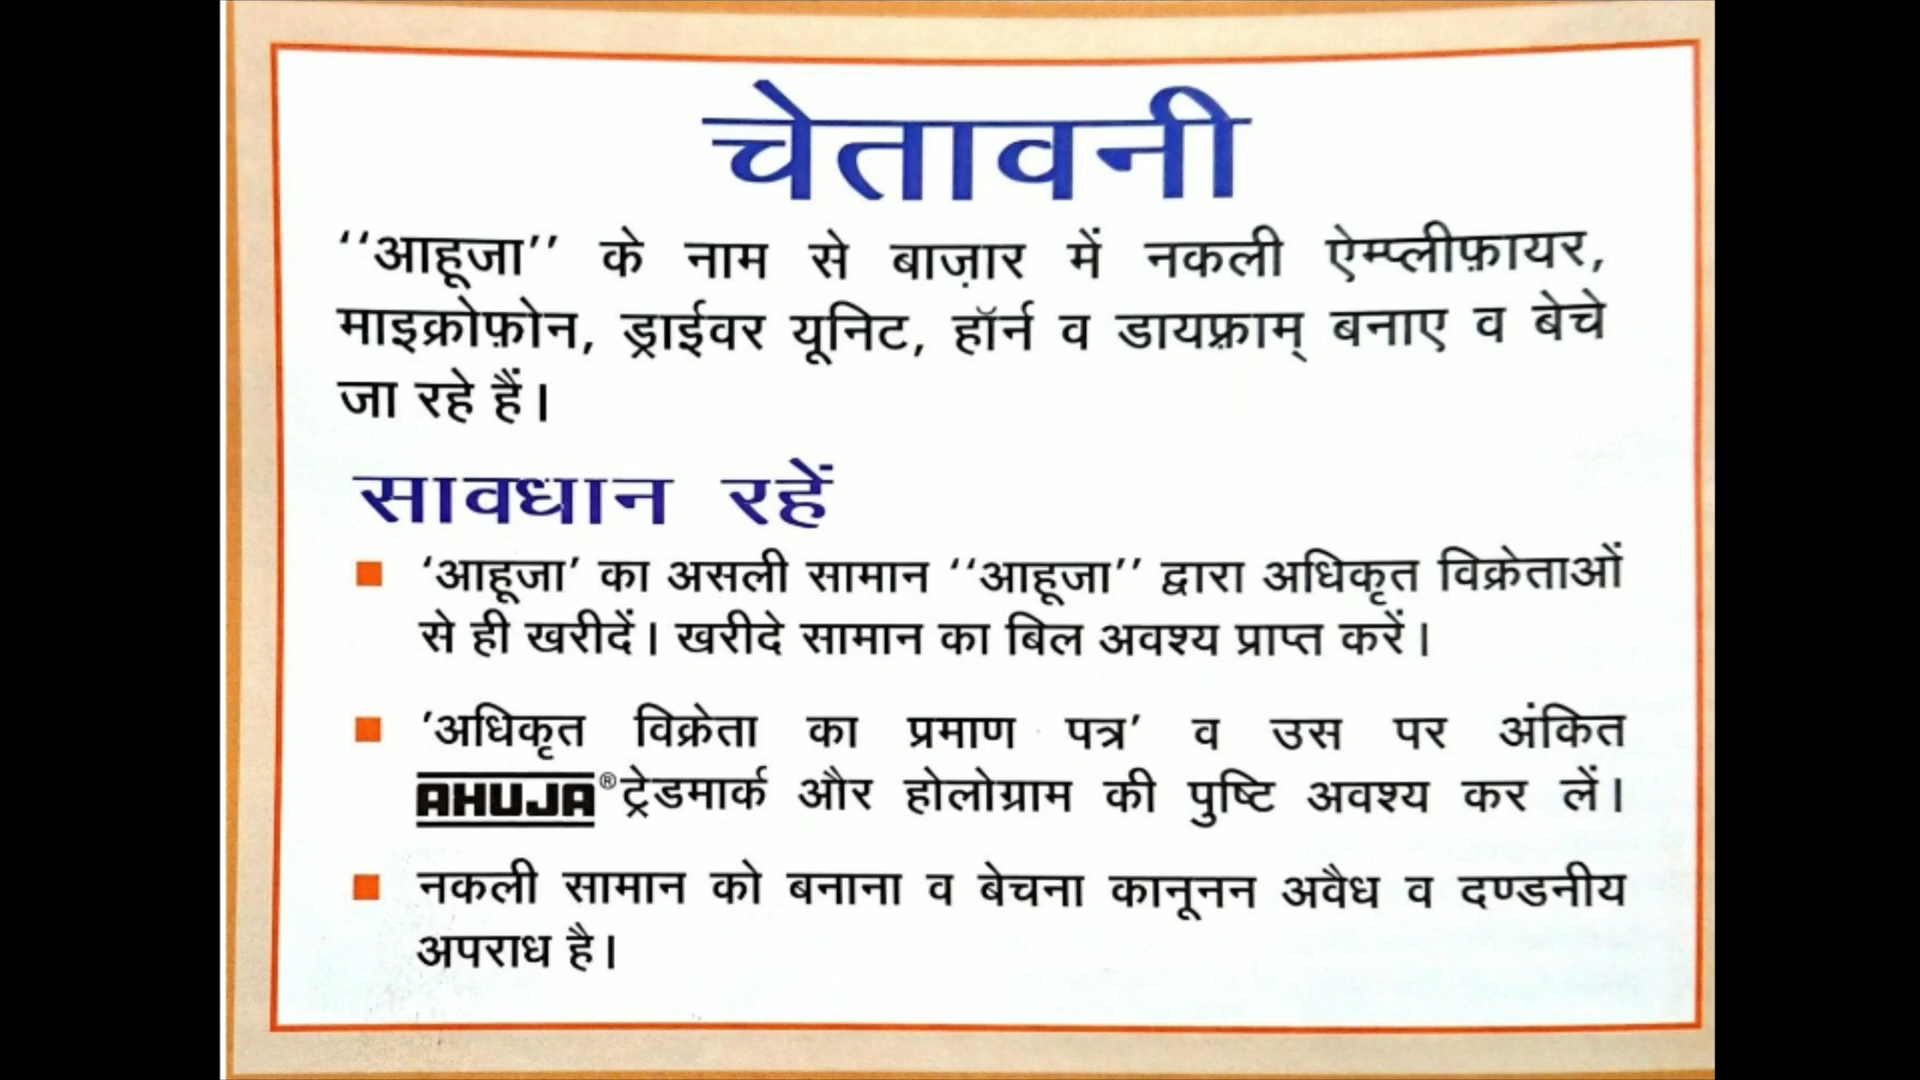 चेतावनी
‘‘आहूजा’’ के नाम से बाज़ार में नकली ऐम्प्लीफ़ायर,
माइक्रोफ़ोन, ड्राईवर यूनिट, हॉर्न व डायफ़्राम् बनाए व बेचे
जा रहे हैं।
सावधान रहें
‘आहूजा’ का असली सामान ‘‘आहूजा’’ द्वारा अधिकृत विक्रेताओं
से ही खरीदें। खरीदे सामान का बिल अवश्य प्राप्त करें।
’अधिकृत विक्रेता का प्रमाण पत्र’ व उस पर अंकित
AHUJA® ट्रेडमार्क और होलोग्राम की पुष्टि अवश्य कर लें।
नकली सामान को बनाना व बेचना कानूनन अवैध व दण्डनीय
अपराध है।